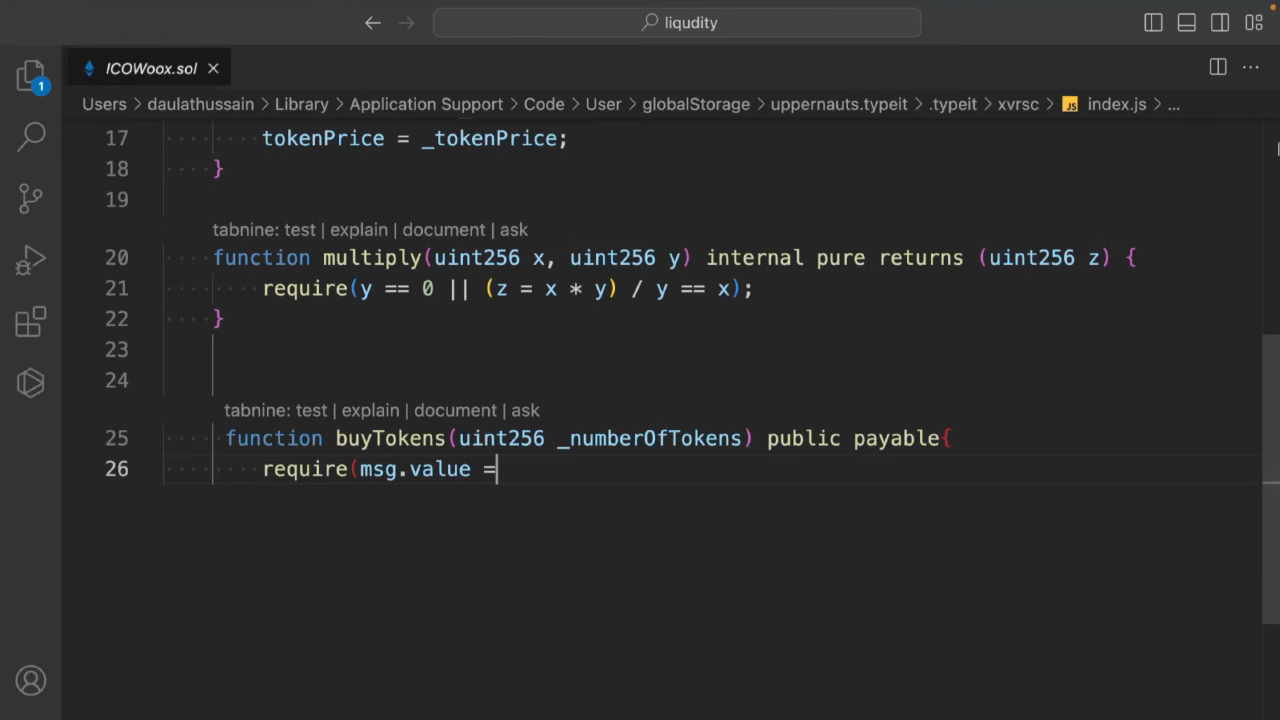 liqudity
ICOWoox.sol
1
Users > daulathussain > Library > Application Support > Code > User > globalStorage > uppernauts.typeit > .typeit > xvrsc > JS index.js > ...
17 tokenPrice = _tokenPrice;
18 }
19
tabnine: test | explain | document | ask
20 function multiply(uint256 x, uint256 y) internal pure returns (uint256 z) {
21 require(y == 0 || (z = x * y) / y == x);
22 }
23
24
tabnine: test | explain | document | ask
25 function buyTokens(uint256 _numberOfTokens) public payable{
26 require(msg.value =